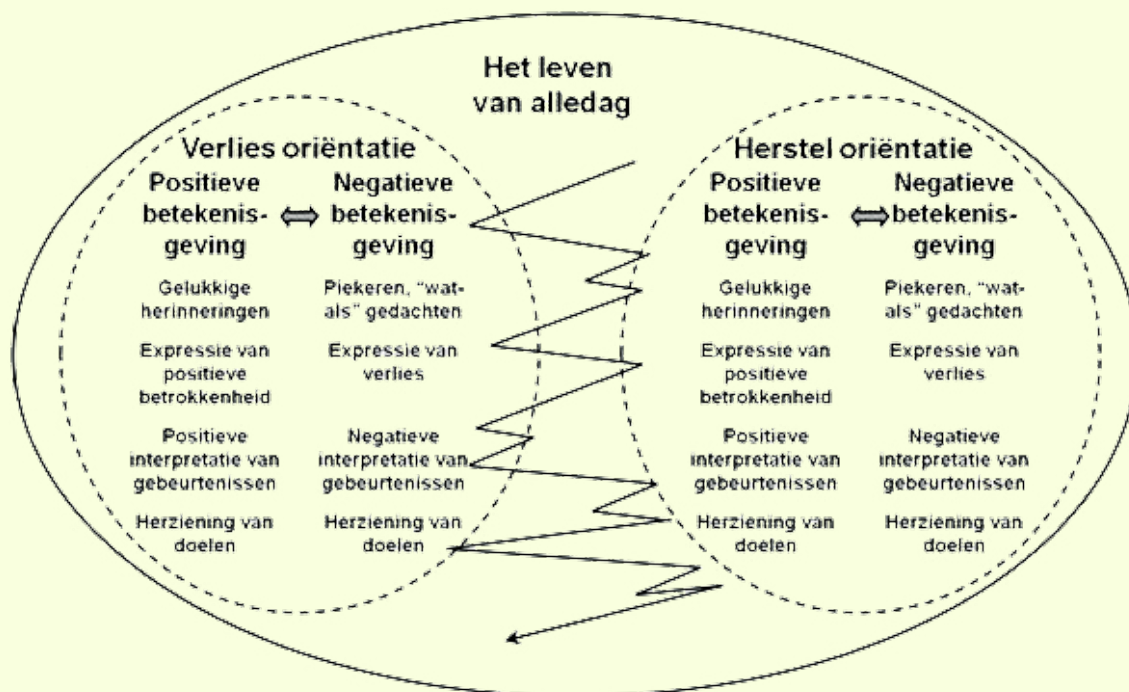 Het leven
van alledag
Verlies oriëntatie
Positieve
betekenis-
geving
Negatieve
betekenis-
geving
Gelukkige
herinneringen
Piekeren, "wat-
als" gedachten
Expressie van
positieve
betrokkenheid
Expressie van
verlies
Positieve
interpretatie van
gebeurtenissen
Negatieve
interpretatie van
gebeurtenissen
Herziening van
doelen
Herziening van
doelen
Herstel oriëntatie
Positieve
betekenis-
geving
Negatieve
betekenis-
geving
Gelukkige
herinneringen
Piekeren, "wat-
als" gedachten
Expressie van
positieve
betrokkenheid
Expressie van
verlies
Positieve
interpretatie van
gebeurtenissen
Negatieve
interpretatie van
gebeurtenissen
Herziening van
doelen
Herziening van
doelen